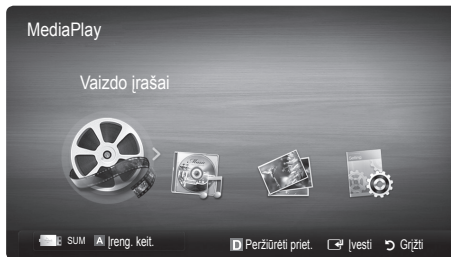 MediaPlay
Vaizdo įrašai
SUM A Įreng. keit. D Peržiūrėti priet. Įvesti Grįžti